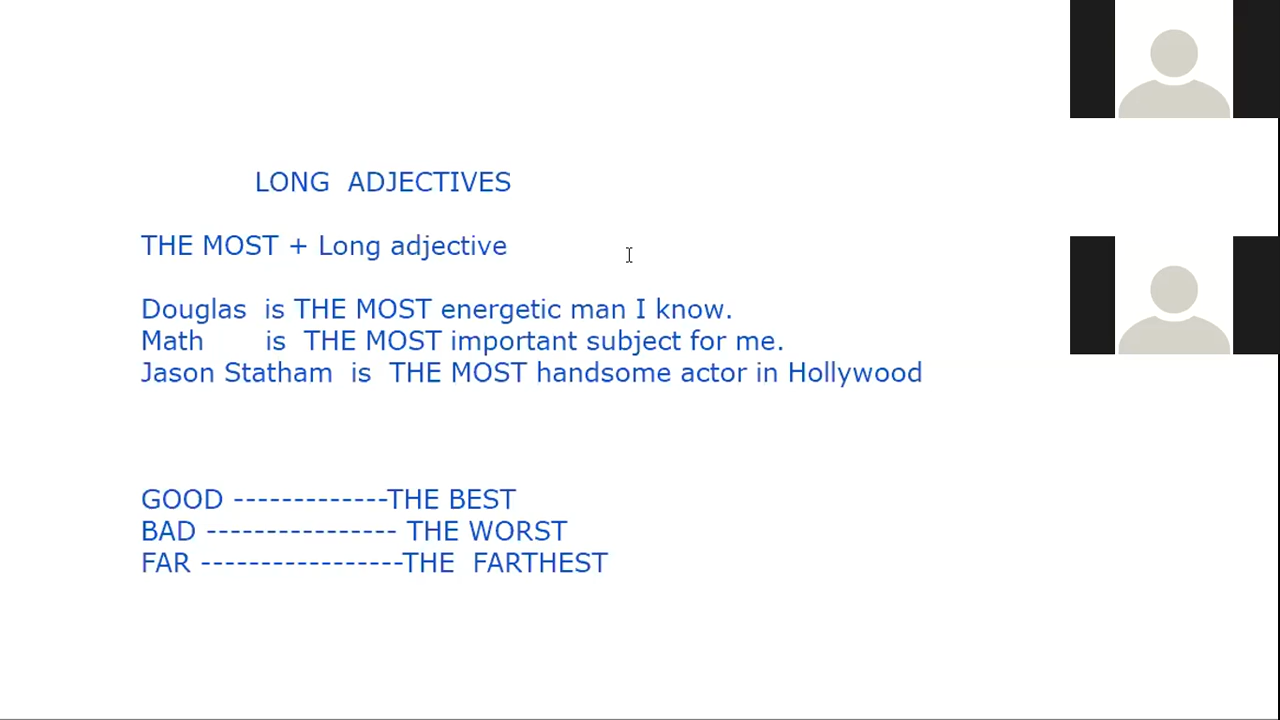 LONG ADJECTIVES
THE MOST + Long adjective
Douglas is THE MOST energetic man I know.
Math is THE MOST important subject for me.
Jason Statham is THE MOST handsome actor in Hollywood
GOOD -------------THE BEST
BAD ---------------- THE WORST
FAR -----------------THE FARTHEST